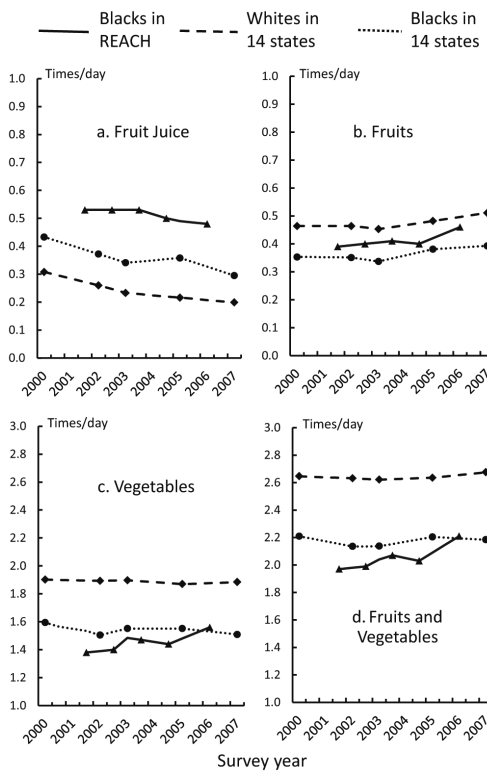 Blacks in REACH
Whites in 14 states
Blacks in 14 states
Times/day
a. Fruit Juice
1.0
0.9
0.8
0.7
0.6
0.5
0.4
0.3
0.2
0.1
0.0
2000 2001 2002 2003 2004 2005 2006 2007
Times/day
b. Fruits
1.0
0.9
0.8
0.7
0.6
0.5
0.4
0.3
0.2
0.1
0.0
2000 2001 2002 2003 2004 2005 2006 2007
Times/day
c. Vegetables
3.0
2.8
2.6
2.4
2.2
2.0
1.8
1.6
1.4
1.2
1.0
2000 2001 2002 2003 2004 2005 2006 2007
Times/day
3.0
2.8
2.6
2.4
2.2
2.0
1.8
1.6
1.4
1.2
1.0
d. Fruits and
Vegetables
2000 2001 2002 2003 2004 2005 2006 2007
Survey year